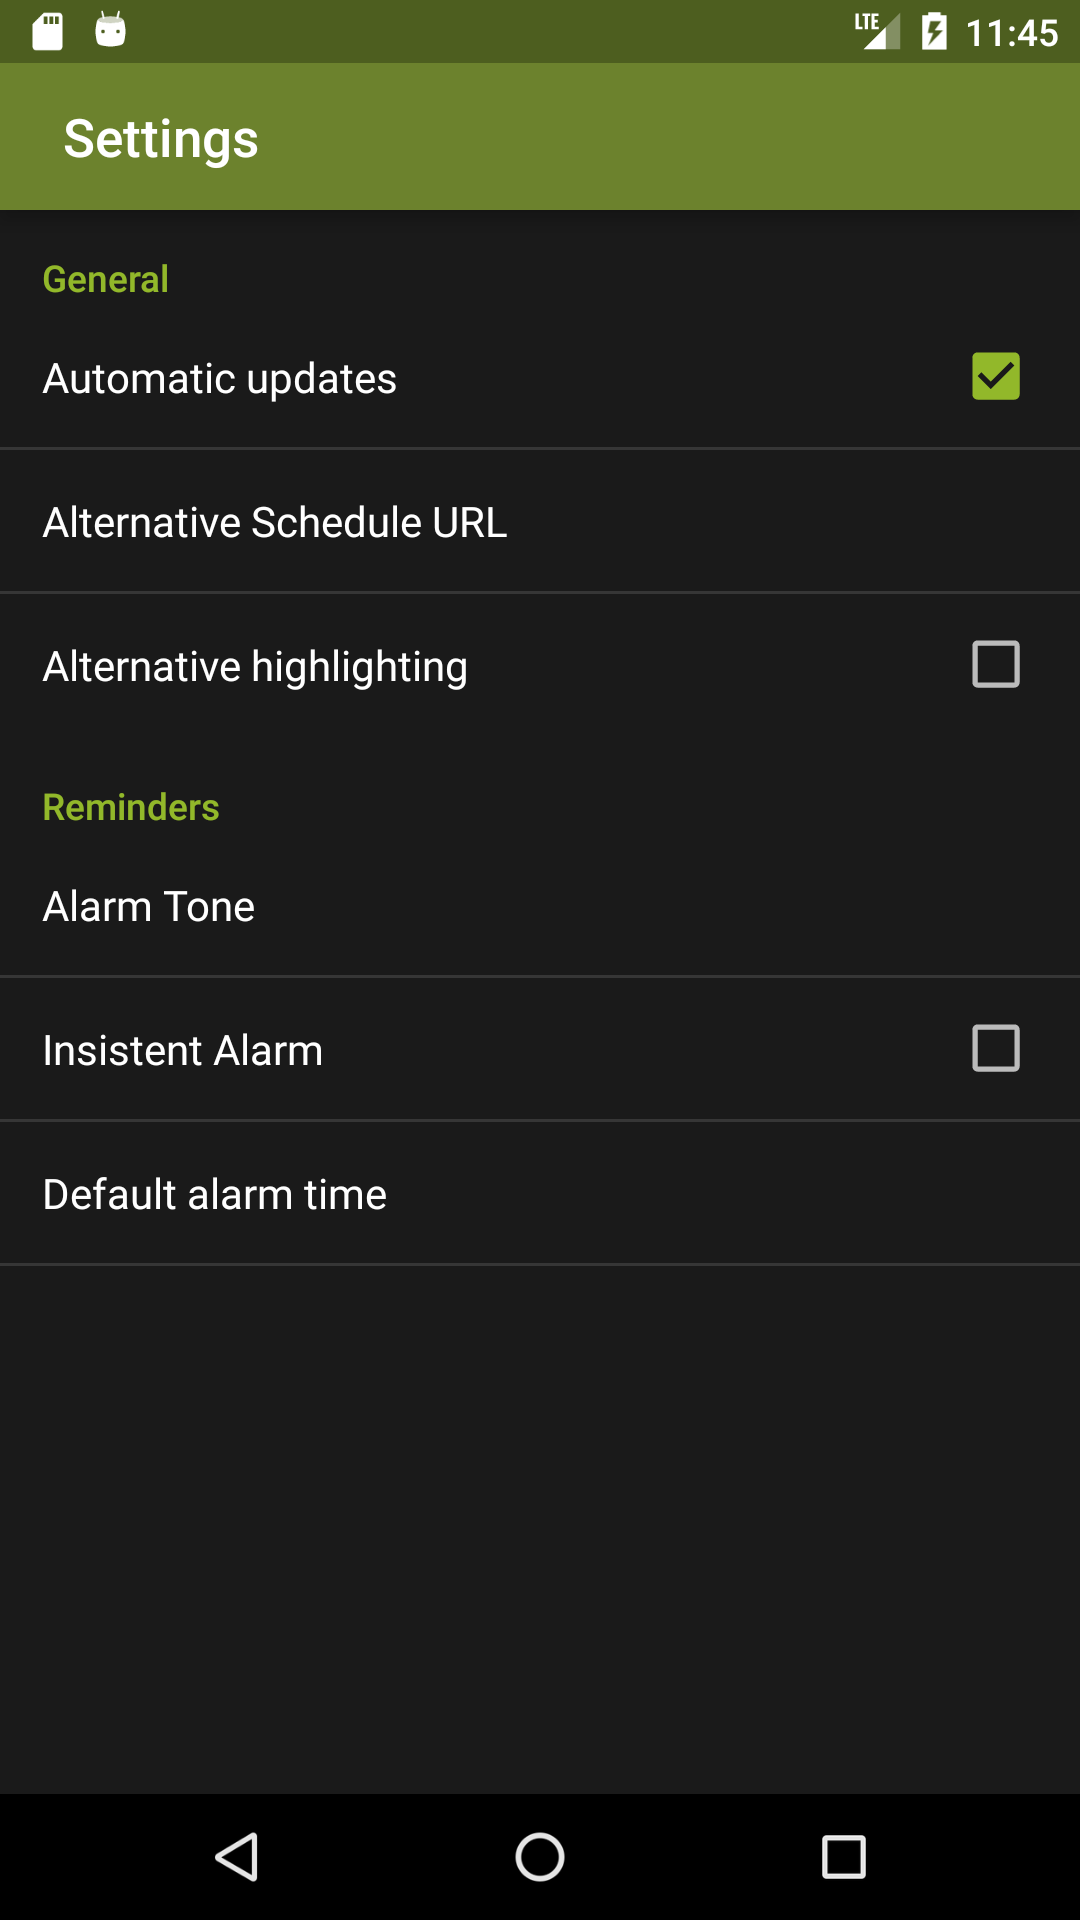 LTE 11:45
Settings
General
Automatic updates
Alternative Schedule URL
Alternative highlighting
Reminders
Alarm Tone
Insistent Alarm
Default alarm time